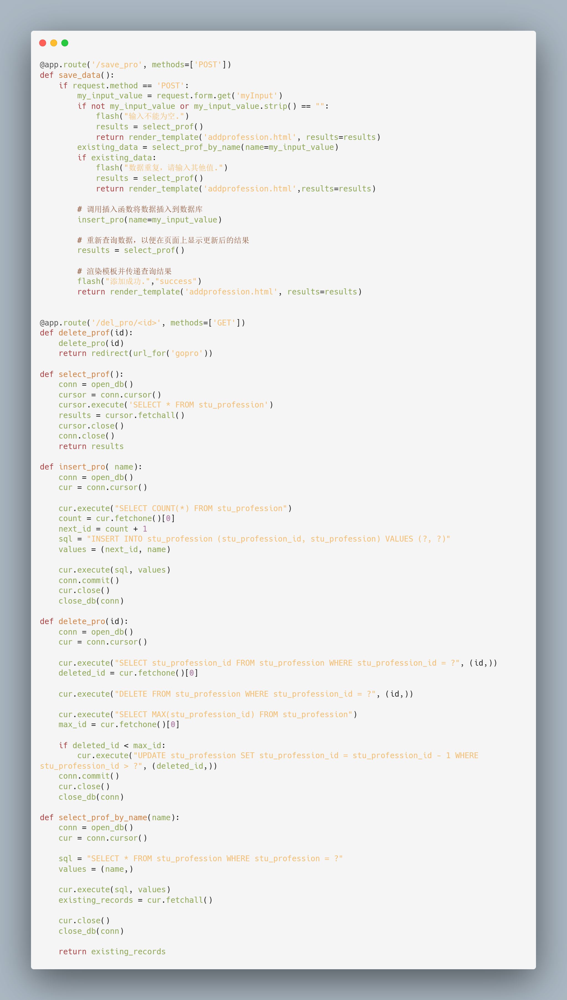 @app.route('/save_pro', methods=['POST'])
def save_data():
    if request.method == 'POST':
        my_input_value = request.form.get('myInput')
        if not my_input_value or my_input_value.strip() == "":
            flash("输入不能为空.")
            results = select_prof()
            return render_template('addprofession.html', results=results)
        existing_data = select_prof_by_name(name=my_input_value)
        if existing_data:
            flash("数据重复，请输入其他值.")
            results = select_prof()
            return render_template('addprofession.html',results=results)

        # 调用插入函数将数据插入到数据库
        insert_pro(name=my_input_value)

        # 重新查询数据，以便在页面上显示更新后的结果
        results = select_prof()

        # 渲染模板并传递查询结果
        flash("添加成功.","success")
        return render_template('addprofession.html', results=results)


@app.route('/del_pro/<id>', methods=['GET'])
def delete_prof(id):
    delete_pro(id)
    return redirect(url_for('gopro'))

def select_prof():
    conn = open_db()
    cursor = conn.cursor()
    cursor.execute('SELECT * FROM stu_profession')
    results = cursor.fetchall()
    cursor.close()
    conn.close()
    return results

def insert_pro( name):
    conn = open_db()
    cur = conn.cursor()

    cur.execute("SELECT COUNT(*) FROM stu_profession")
    count = cur.fetchone()[0]
    next_id = count + 1
    sql = "INSERT INTO stu_profession (stu_profession_id, stu_profession) VALUES (?, ?)"
    values = (next_id, name)

    cur.execute(sql, values)
    conn.commit()
    cur.close()
    close_db(conn)

def delete_pro(id):
    conn = open_db()
    cur = conn.cursor()

    cur.execute("SELECT stu_profession_id FROM stu_profession WHERE stu_profession_id = ?", (id,))
    deleted_id = cur.fetchone()[0]

    cur.execute("DELETE FROM stu_profession WHERE stu_profession_id = ?", (id,))

    cur.execute("SELECT MAX(stu_profession_id) FROM stu_profession")
    max_id = cur.fetchone()[0]

    if deleted_id < max_id:
        cur.execute("UPDATE stu_profession SET stu_profession_id = stu_profession_id - 1 WHERE
stu_profession_id > ?", (deleted_id,))
    conn.commit()
    cur.close()
    close_db(conn)

def select_prof_by_name(name):
    conn = open_db()
    cur = conn.cursor()

    sql = "SELECT * FROM stu_profession WHERE stu_profession = ?"
    values = (name,)

    cur.execute(sql, values)
    existing_records = cur.fetchall()

    cur.close()
    close_db(conn)

    return existing_records